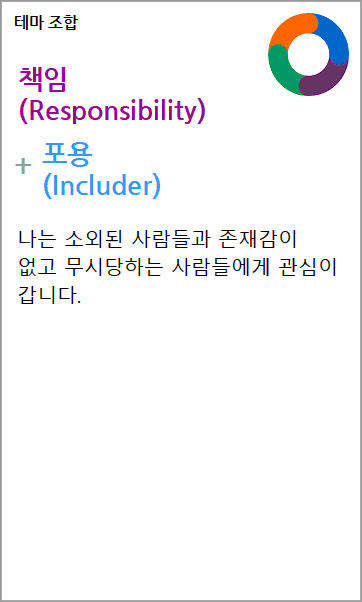 테마 조합
책임
(Responsibility)
+ 포용
(Includer)
나는 소외된 사람들과 존재감이
없고 무시당하는 사람들에게 관심이
갑니다.